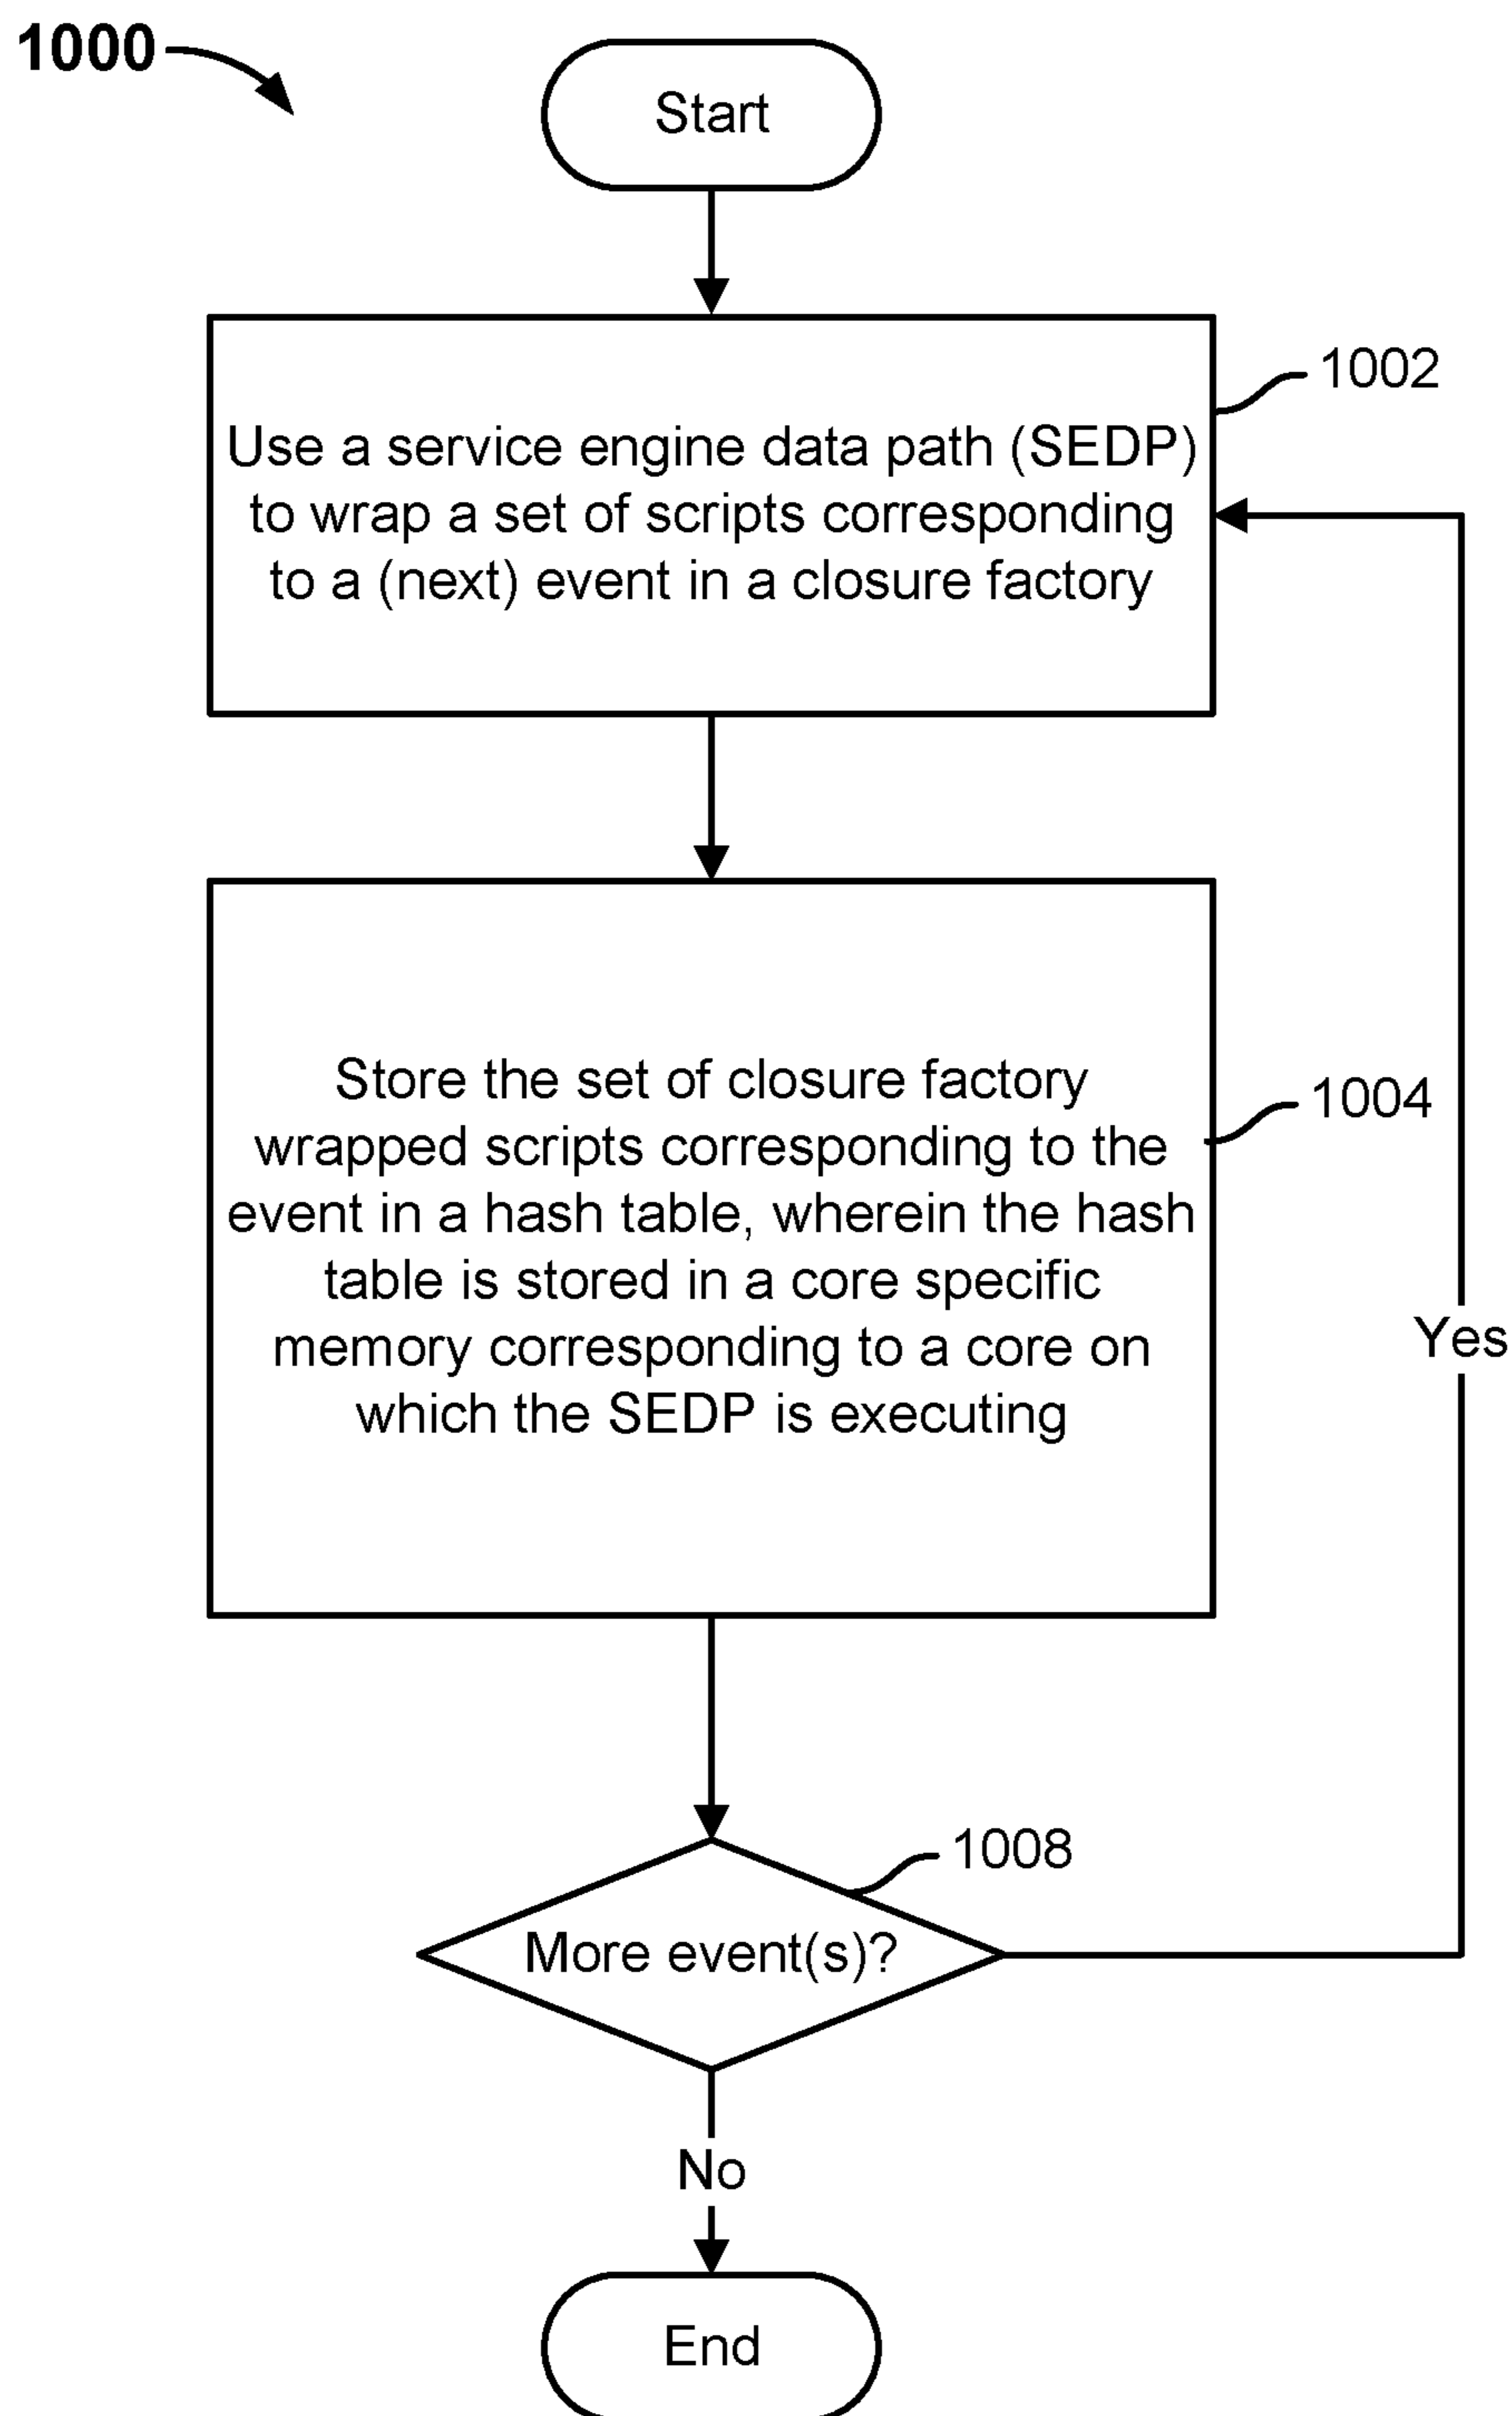 1000
Start
1002
Use a service engine data path (SEDP)
to wrap a set of scripts corresponding
to a (next) event in a closure factory
Store the set of closure factory
1004
wrapped scripts corresponding to the
event in a hash table, wherein the hash
table is stored in a core specific
memory corresponding to a core on
which the SEDP is executing
Yes
1008
More event(s)?
No
End